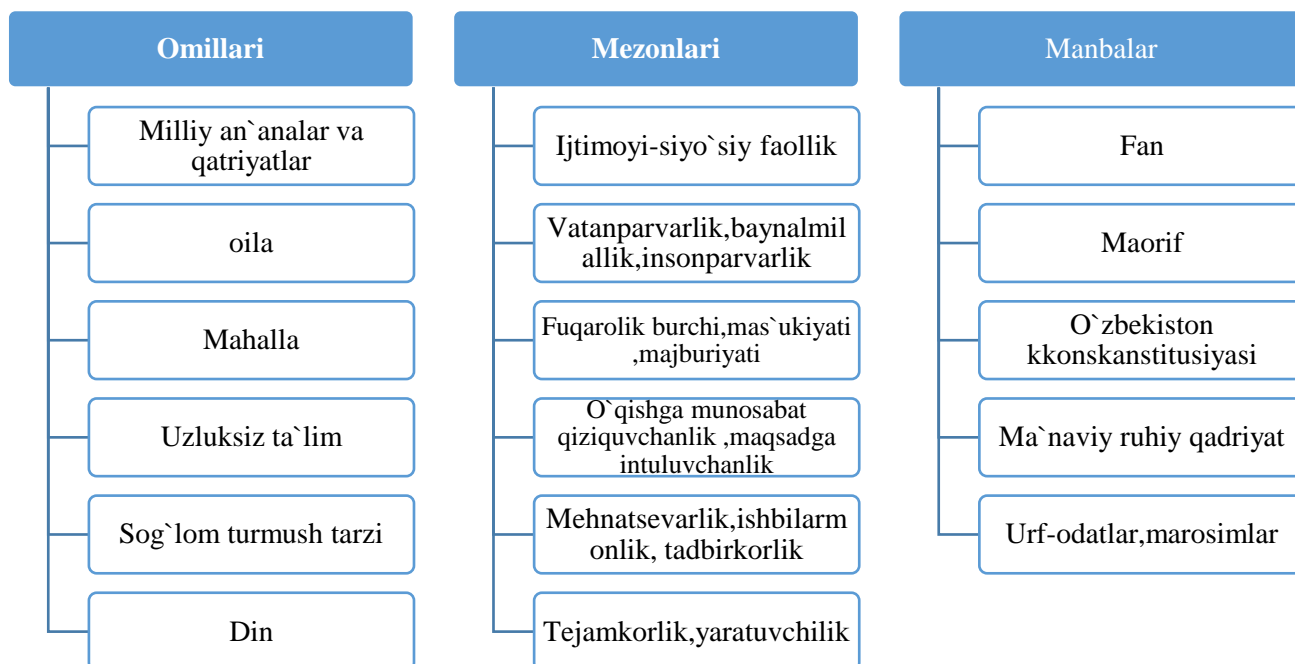 Omillari
Milliy an`analar va
qatriyatlar
oila
Mahalla
Uzluksiz ta`lim
Sog`lom turmush tarzi
Din
Mezonlari
Ijtimoyi-siyo`siy faollik
Vatanparvarlik,baynalmil
allik,insonparvarlik
Fuqarolik burchi,mas`ukiyati
,majburiyati
O`qishga munosabat
qiziquvchanlik ,maqsadga
intuluvchanlik
Mehnatsevarlik,ishbilarm
onlik, tadbirkorlik
Tejamkorlik,yaratuvchilik
Manbalar
Fan
Maorif
O`zbekiston
kkonskanstitusiyasi
Ma`naviy ruhiy qadriyat
Urf-odatlar,marosimlar